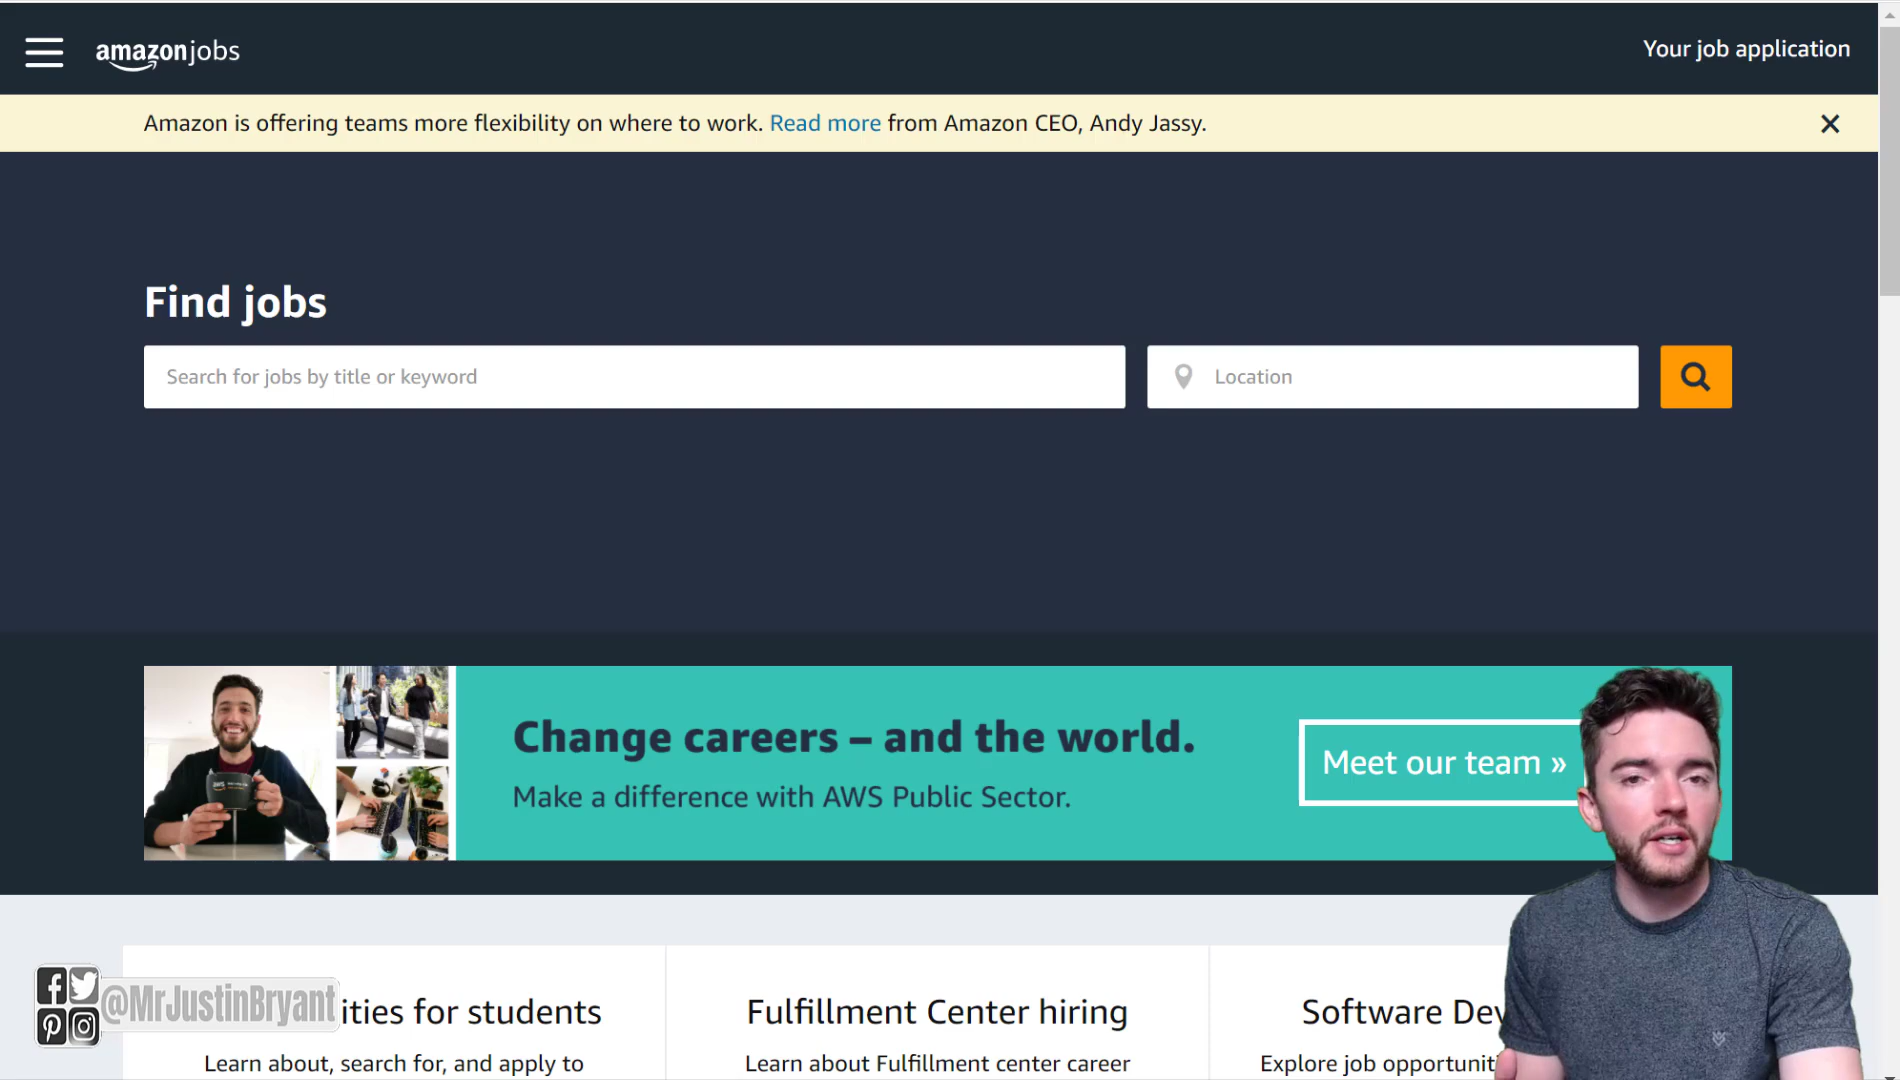 amazonjobs
Your job application
Amazon is offering teams more flexibility on where to work. Read more from Amazon CEO, Andy Jassy.
Find jobs
Search for jobs by title or keyword
Location
Change careers – and the world.
Make a difference with AWS Public Sector.
Meet our team »
aws
@MrJustinBryant
ities for students
Learn about, search for, and apply to
Fulfillment Center hiring
Learn about Fulfillment center career
Software Dev
Explore job opportuniti